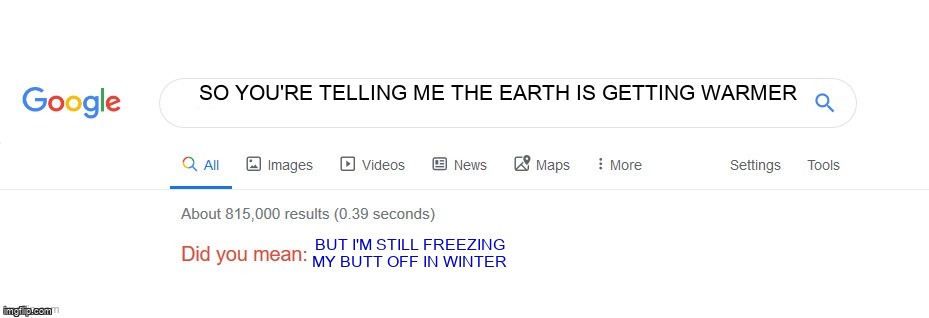 Google
SO YOU'RE TELLING ME THE EARTH IS GETTING WARMER
All Images Videos News Maps More Settings Tools
About 815,000 results (0.39 seconds)
Did you mean: BUT I'M STILL FREEZING
MY BUTT OFF IN WINTER
imgflip.com